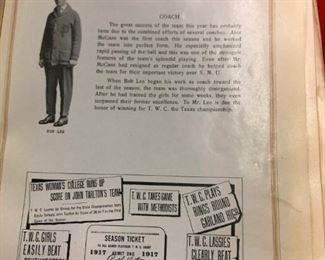 COACH
The great success of the team this year has probably
been due to the combined efforts of several coaches. Alex
McCann was the first coach this season and he worked
the team into perfect form. He especially emphasized
rapid passing of the ball and this was one of the strongest
features of the team's splendid playing. Even after Mr.
McCann had resigned as regular coach he helped coach
the team for their important victory over S. M. U.
When Bob Lee began his work as coach toward the
last of the season, the team was thoroughly disorganized.
After he had trained the girls for some weeks, they even
surpassed their former excellence. To Mr. Lee is due the
honor of winning for T. W. C. the Texas championship.
BOB LEE
TEXAS WOMAN'S COLLEGE RUNS UP
SCORE ON JOHN TARLTON'S TEAM
T. W. C. TAKES GAME
WITH METHODISTS
T. W. C. PLAYS
RINGS 'ROUND
GARLAND HIGH
T. W. C. GIRLS
EASILY BEAT
SEASON TICKET
1917 ADMIT ONE 1917
T. W. C. LASSIES
CLEARLY BEAT